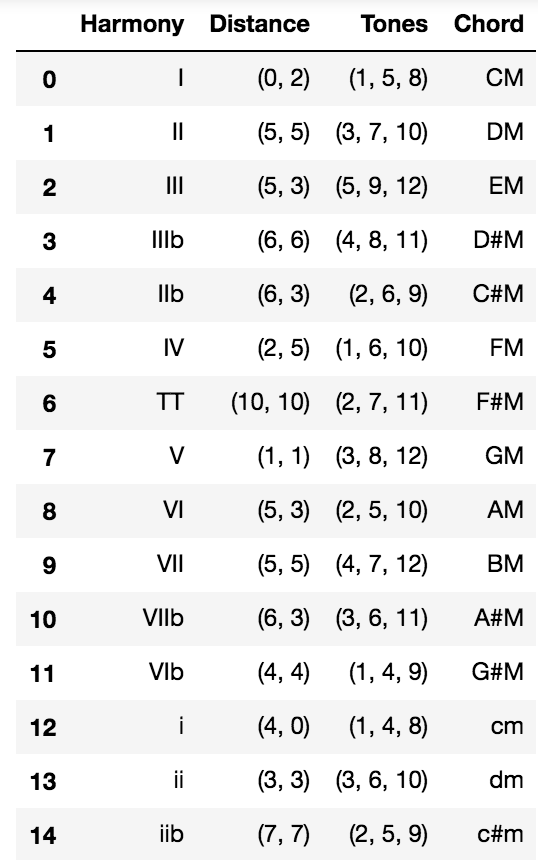 Harmony Distance Tones Chord
0 I (0, 2) (1, 5, 8) CM
1 II (5, 5) (3, 7, 10) DM
2 III (5, 3) (5, 9, 12) EM
3 IIIb (6, 6) (4, 8, 11) D#M
4 IIb (6, 3) (2, 6, 9) C#M
5 IV (2, 5) (1, 6, 10) FM
6 TT (10, 10) (2, 7, 11) F#M
7 V (1, 1) (3, 8, 12) GM
8 VI (5, 3) (2, 5, 10) AM
9 VII (5, 5) (4, 7, 12) BM
10 VIIb (6, 3) (3, 6, 11) A#M
11 VIb (4, 4) (1, 4, 9) G#M
12 i (4, 0) (1, 4, 8) cm
13 ii (3, 3) (3, 6, 10) dm
14 iib (7, 7) (2, 5, 9) c#m